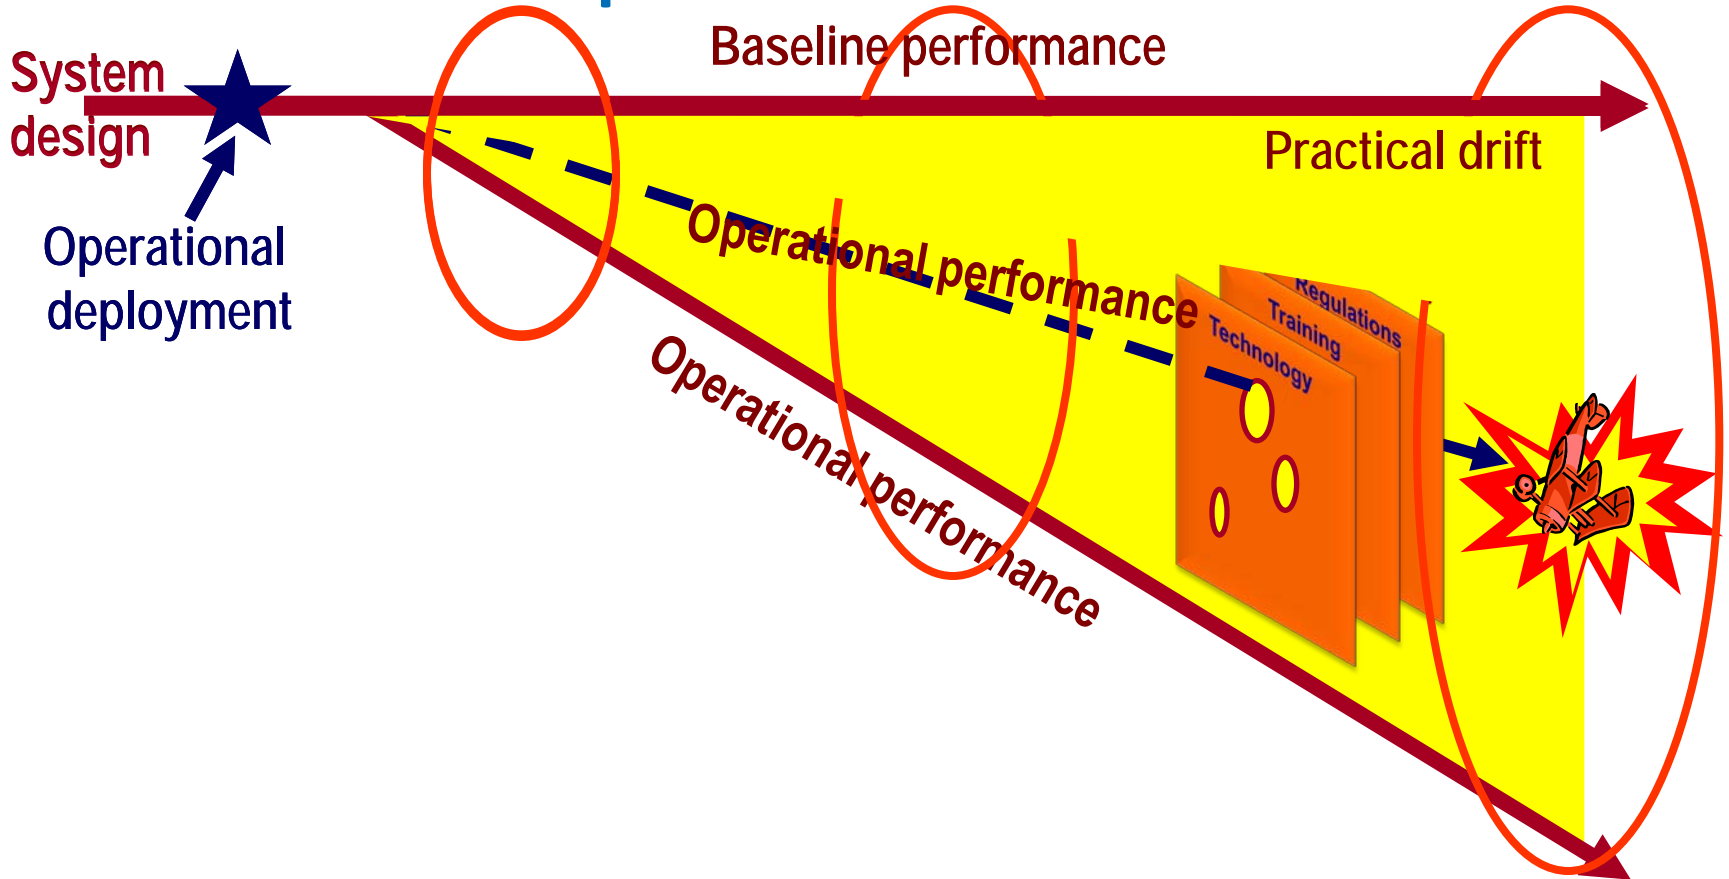 Baseline performance
System
design
Practical drift
Operational
deployment
Operational performance
Operational performance
Regulations
Training
Technology